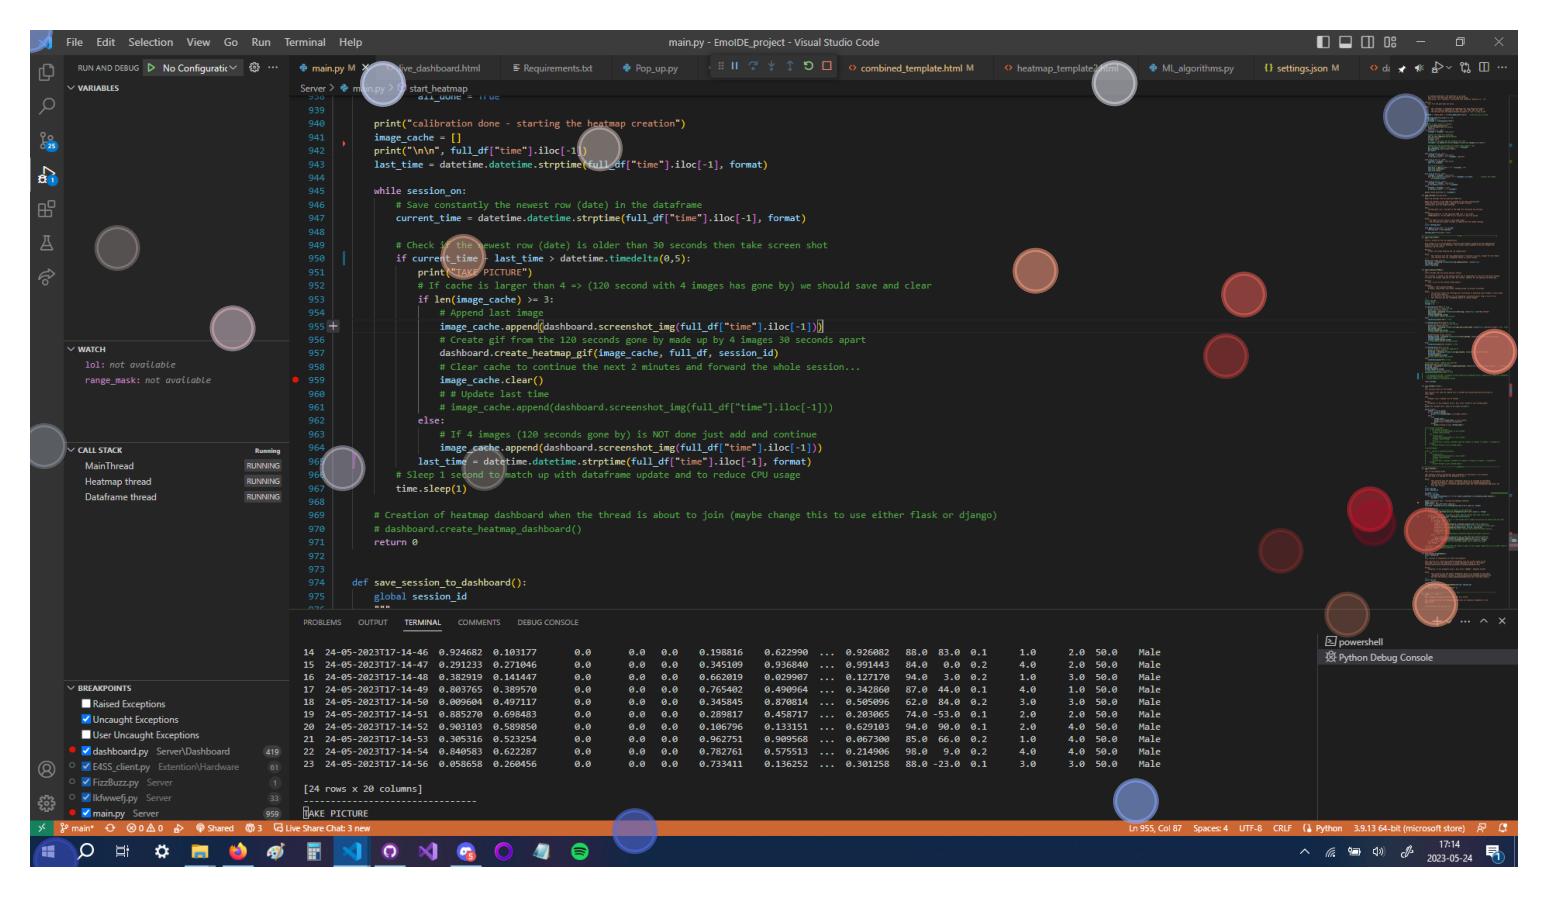 File Edit Selection View Go Run Terminal Help
main.py - EmoIDE_project - Visual Studio Code
RUN AND DEBUG No Configuratic
main.py M live_dashboard.html Requirements.txt Pop_up.py combined_template.html M heatmap_template2.html ML_algorithms.py settings.json M
VARIABLES
Server > main.py > start_heatmap
938 all_done = True
939
940 print("calibration done - starting the heatmap creation")
941 image_cache = []
942 print("\n\n", full_df["time"].iloc[-1])
943 last_time = datetime.datetime.strptime(full_df["time"].iloc[-1], format)
944
945 while session_on:
946 # Save constantly the newest row (date) in the dataframe
947 current_time = datetime.datetime.strptime(full_df["time"].iloc[-1], format)
948
949 # Check if the newest row (date) is older than 30 seconds then take screen shot
950 if current_time - last_time > datetime.timedelta(0,5):
951 print("TAKE PICTURE")
952 # If cache is larger than 4 => (120 second with 4 images has gone by) we should save and clear
953 if len(image_cache) >= 3:
954 # Append last image
955 image_cache.append(dashboard.screenshot_img(full_df["time"].iloc[-1]))
956 # Create gif from the 120 seconds gone by made up by 4 images 30 seconds apart
957 dashboard.create_heatmap_gif(image_cache, full_df, session_id)
958 # Clear cache to continue the next 2 minutes and forward the whole session...
959 image_cache.clear()
960 # # Update last time
961 # image_cache.append(dashboard.screenshot_img(full_df["time"].iloc[-1]))
962 else:
963 # If 4 images (120 seconds gone by) is NOT done just add and continue
964 image_cache.append(dashboard.screenshot_img(full_df["time"].iloc[-1]))
965 last_time = datetime.datetime.strptime(full_df["time"].iloc[-1], format)
966 # Sleep 1 second to match up with dataframe update and to reduce CPU usage
967 time.sleep(1)
968
969 # Creation of heatmap dashboard when the thread is about to join (maybe change this to use either flask or django)
970 # dashboard.create_heatmap_dashboard()
971 return 0
972
973
974 def save_session_to_dashboard():
975 global session_id
976 """
WATCH
lol: not available
range_mask: not available
CALL STACK Running
MainThread RUNNING
Heatmap thread RUNNING
Dataframe thread RUNNING
BREAKPOINTS
Raised Exceptions
Uncaught Exceptions
User Uncaught Exceptions
dashboard.py Server\Dashboard 419
E4SS_client.py Extention\Hardware 61
FizzBuzz.py Server 1
lkfwwefj.py Server 33
main.py Server 959
PROBLEMS OUTPUT TERMINAL COMMENTS DEBUG CONSOLE
14 24-05-2023T17-14-46 0.924682 0.103177 0.0 0.0 0.0 0.198816 0.622990 ... 0.926082 88.0 83.0 0.1 1.0 2.0 50.0 Male
15 24-05-2023T17-14-47 0.291233 0.271046 0.0 0.0 0.0 0.345109 0.936840 ... 0.991443 84.0 0.0 0.2 4.0 2.0 50.0 Male
16 24-05-2023T17-14-48 0.382919 0.141447 0.0 0.0 0.0 0.662019 0.029907 ... 0.127170 94.0 3.0 0.2 1.0 3.0 50.0 Male
17 24-05-2023T17-14-49 0.803765 0.389570 0.0 0.0 0.0 0.765402 0.490964 ... 0.342860 87.0 44.0 0.1 4.0 1.0 50.0 Male
18 24-05-2023T17-14-50 0.009604 0.497117 0.0 0.0 0.0 0.345845 0.870814 ... 0.505096 62.0 84.0 0.2 3.0 3.0 50.0 Male
19 24-05-2023T17-14-51 0.885270 0.698483 0.0 0.0 0.0 0.289817 0.458717 ... 0.203065 74.0 -53.0 0.1 2.0 2.0 50.0 Male
20 24-05-2023T17-14-52 0.903103 0.589850 0.0 0.0 0.0 0.106796 0.133151 ... 0.629103 94.0 90.0 0.1 2.0 4.0 50.0 Male
21 24-05-2023T17-14-53 0.305316 0.523254 0.0 0.0 0.0 0.962751 0.909568 ... 0.067300 85.0 66.0 0.2 1.0 4.0 50.0 Male
22 24-05-2023T17-14-54 0.840583 0.622287 0.0 0.0 0.0 0.782761 0.575513 ... 0.214906 98.0 9.0 0.2 4.0 4.0 50.0 Male
23 24-05-2023T17-14-56 0.058658 0.260456 0.0 0.0 0.0 0.733411 0.136252 ... 0.301258 88.0 -23.0 0.1 3.0 3.0 50.0 Male
[24 rows x 20 columns]
--------------------------------
TAKE PICTURE
powershell
Python Debug Console
main* 0 0 Shared 3 Live Share Chat: 3 new
Ln 955, Col 87 Spaces: 4 UTF-8 CRLF Python 3.9.13 64-bit (microsoft store)
17:14
2023-05-24